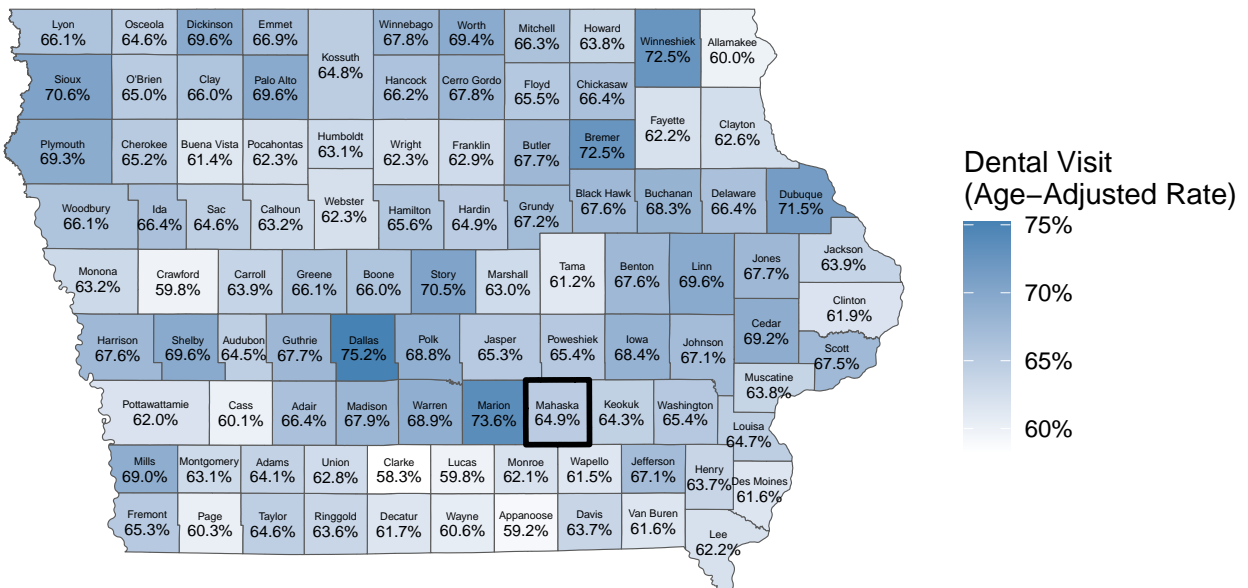 Lyon
66.1%
Osceola
64.6%
Dickinson
69.6%
Emmet
66.9%
Kossuth
64.8%
Winnebago
67.8%
Worth
69.4%
Mitchell
66.3%
Howard
63.8%
Winneshiek
72.5%
Allamakee
60.0%
Sioux
70.6%
O'Brien
65.0%
Clay
66.0%
Palo Alto
69.6%
Hancock
66.2%
Cerro Gordo
67.8%
Floyd
65.5%
Chickasaw
66.4%
Fayette
62.2%
Clayton
62.6%
Plymouth
69.3%
Cherokee
65.2%
Buena Vista
61.4%
Pocahontas
62.3%
Humboldt
63.1%
Wright
62.3%
Franklin
62.9%
Butler
67.7%
Bremer
72.5%
Woodbury
66.1%
Ida
66.4%
Sac
64.6%
Calhoun
63.2%
Webster
62.3%
Hamilton
65.6%
Hardin
64.9%
Grundy
67.2%
Black Hawk
67.6%
Buchanan
68.3%
Delaware
66.4%
Dubuque
71.5%
Monona
63.2%
Crawford
59.8%
Carroll
63.9%
Greene
66.1%
Boone
66.0%
Story
70.5%
Marshall
63.0%
Tama
61.2%
Benton
67.6%
Linn
69.6%
Jones
67.7%
Jackson
63.9%
Clinton
61.9%
Harrison
67.6%
Shelby
69.6%
Audubon
64.5%
Guthrie
67.7%
Dallas
75.2%
Polk
68.8%
Jasper
65.3%
Poweshiek
65.4%
Iowa
68.4%
Johnson
67.1%
Cedar
69.2%
Scott
67.5%
Muscatine
63.8%
Pottawattamie
62.0%
Cass
60.1%
Adair
66.4%
Madison
67.9%
Warren
68.9%
Marion
73.6%
Mahaska
64.9%
Keokuk
64.3%
Washington
65.4%
Louisa
64.7%
Mills
69.0%
Montgomery
63.1%
Adams
64.1%
Union
62.8%
Clarke
58.3%
Lucas
59.8%
Monroe
62.1%
Wapello
61.5%
Jefferson
67.1%
Henry
63.7%
Des Moines
61.6%
Fremont
65.3%
Page
60.3%
Taylor
64.6%
Ringgold
63.6%
Decatur
61.7%
Wayne
60.6%
Appanoose
59.2%
Davis
63.7%
Van Buren
61.6%
Lee
62.2%
Dental Visit
(Age−Adjusted Rate)
75%
70%
65%
60%